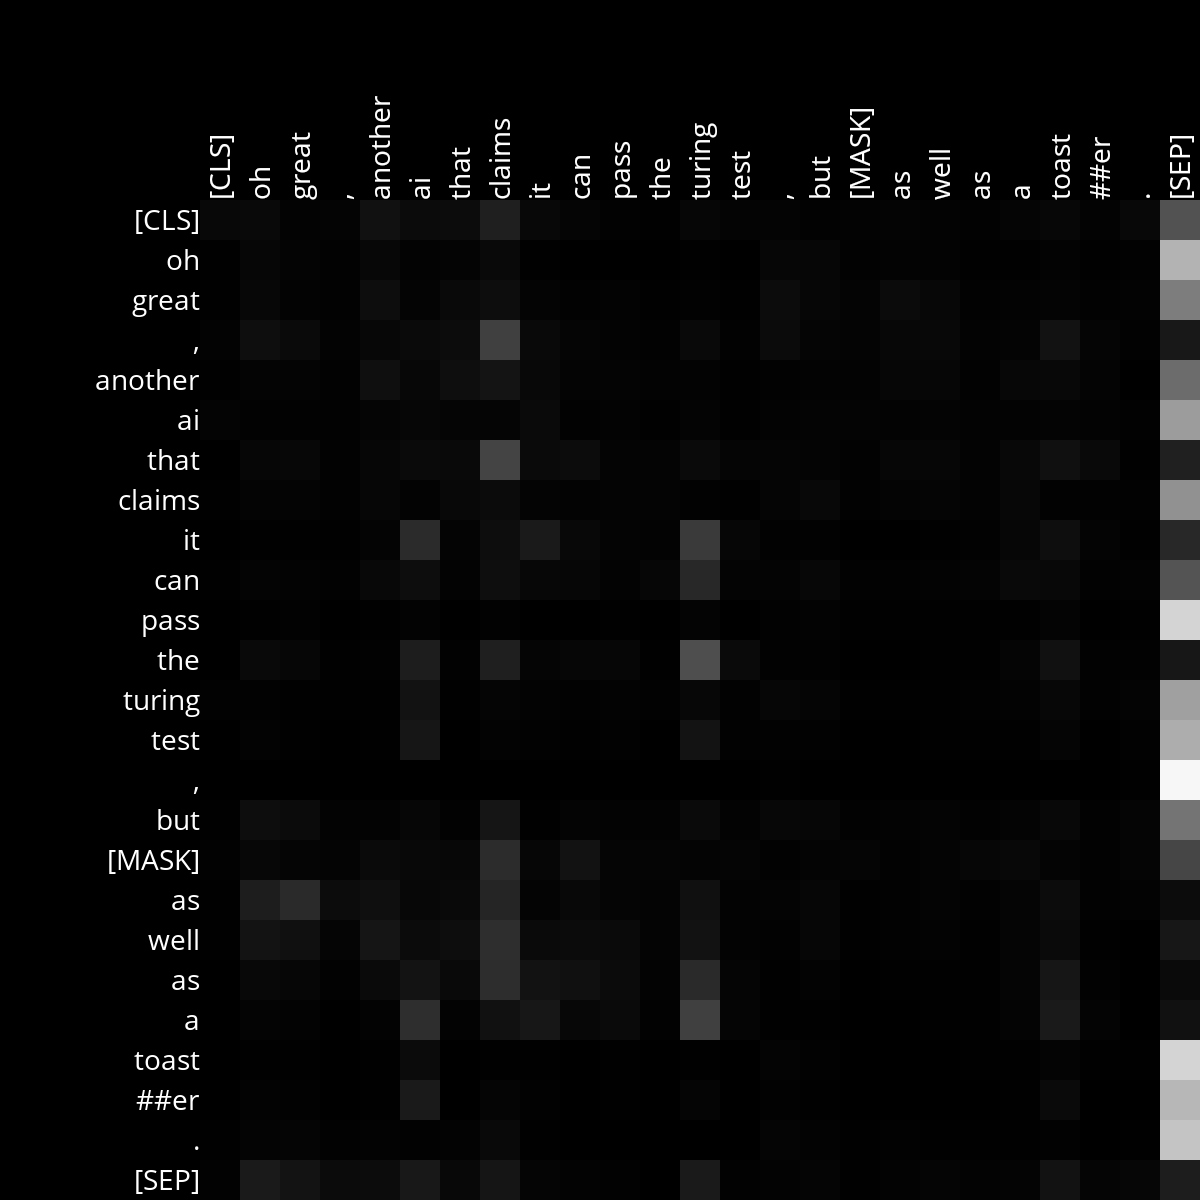 [CLS] oh great , another ai that claims it can pass the turing test , but [MASK] as well as a toast ##er . [SEP]
[CLS]
oh
great
,
another
ai
that
claims
it
can
pass
the
turing
test
,
but
[MASK]
as
well
as
a
toast
##er
.
[SEP]